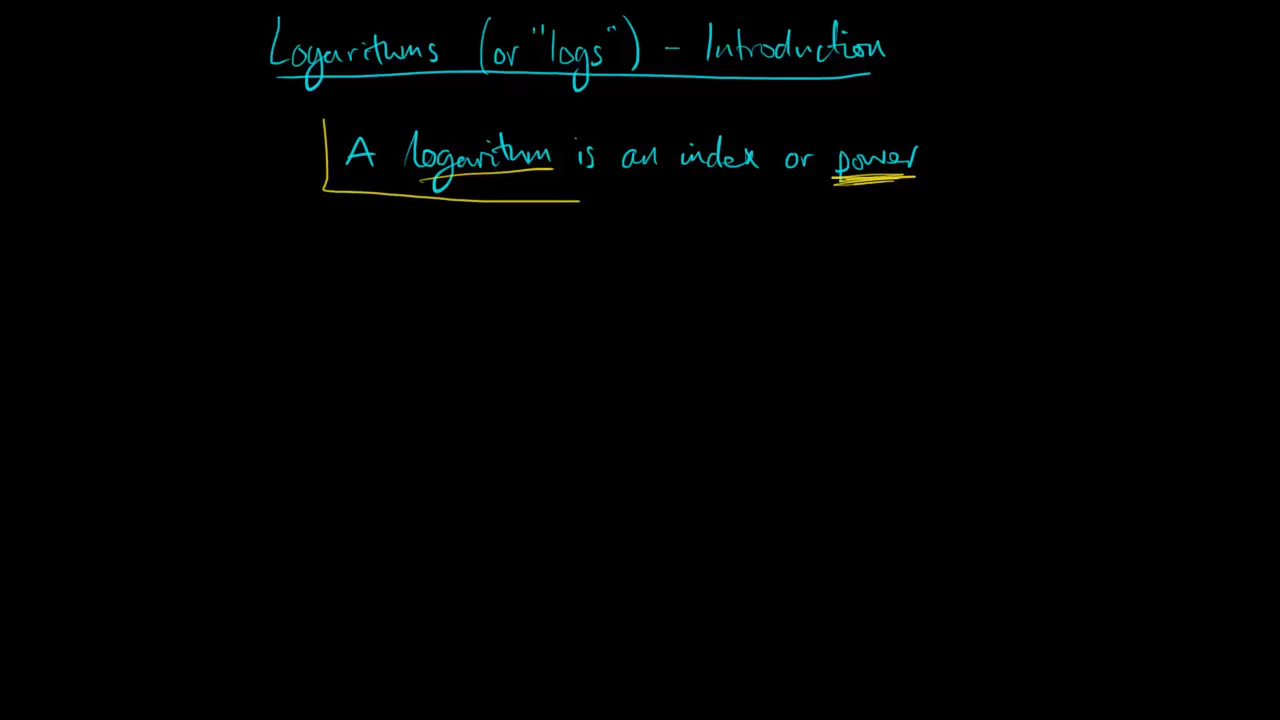 Logarithms (or "logs") - Introduction
A logarithm is an index or power